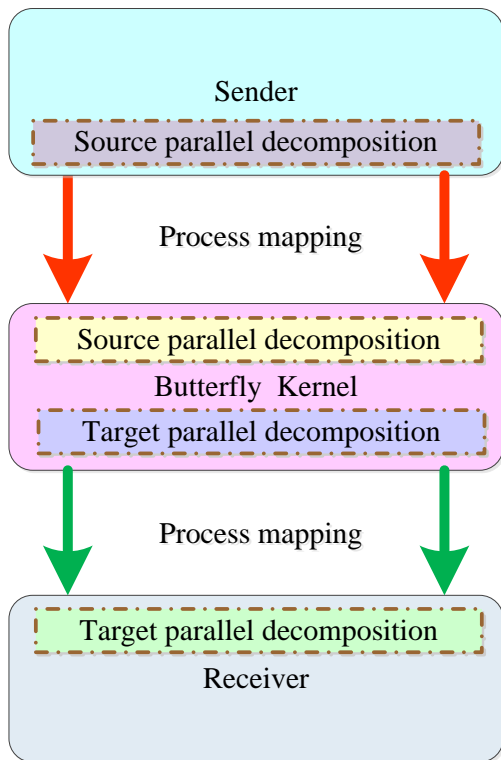 Sender
Source parallel decomposition
Process mapping
Source parallel decomposition
Butterfly Kernel
Target parallel decomposition
Process mapping
Target parallel decomposition
Receiver